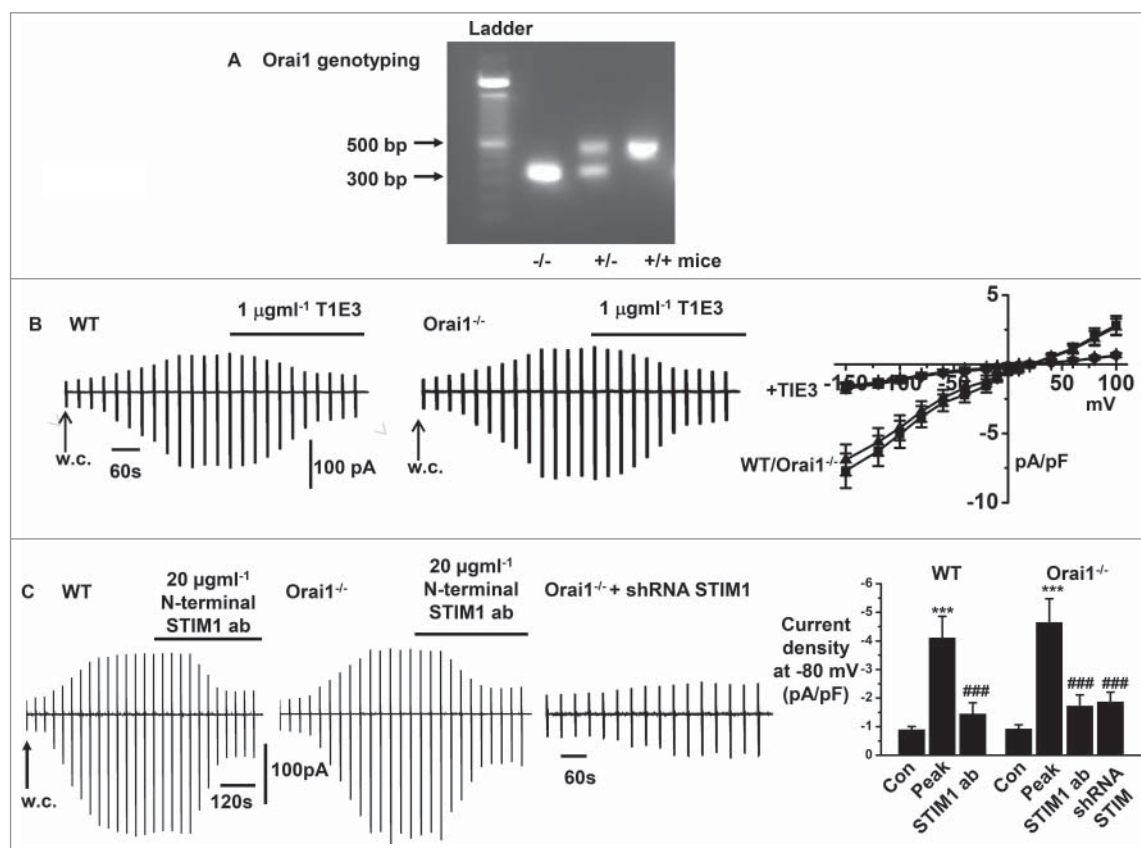 Ladder
A Orai1 genotyping
500 bp
300 bp
-/- +/- +/+ mice
B WT
1 µgml⁻¹ T1E3
Orai1⁻/⁻
1 µgml⁻¹ T1E3
w.c.
60s
100 pA
w.c.
5
-150 -100 -50 50 100
mV
+TIE3
-5
pA/pF
WT/Orai1⁻/⁻
-10
C WT
20 µgml⁻¹
N-terminal
STIM1 ab
Orai1⁻/⁻
20 µgml⁻¹
N-terminal
STIM1 ab
Orai1⁻/⁻ + shRNA STIM1
w.c.
120s
100pA
60s
WT Orai1⁻/⁻
Current
density
at -80 mV
(pA/pF)
-6
-5
-4
-3
-2
-1
0
*** ***
### ### ###
Con
Peak
STIM1 ab
Con
Peak
STIM1 ab
shRNA
STIM